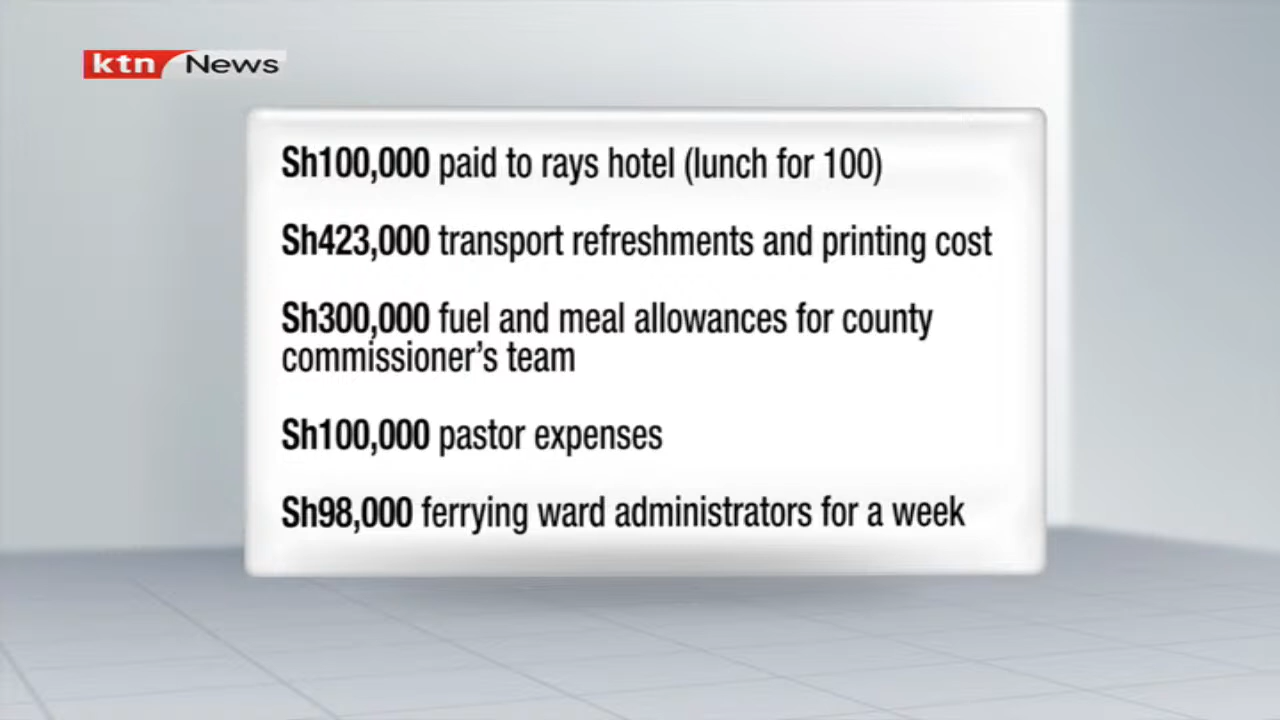 ktn News
Sh100,000 paid to rays hotel (lunch for 100)
Sh423,000 transport refreshments and printing cost
Sh300,000 fuel and meal allowances for county
commissioner's team
Sh100,000 pastor expenses
Sh98,000 ferrying ward administrators for a week